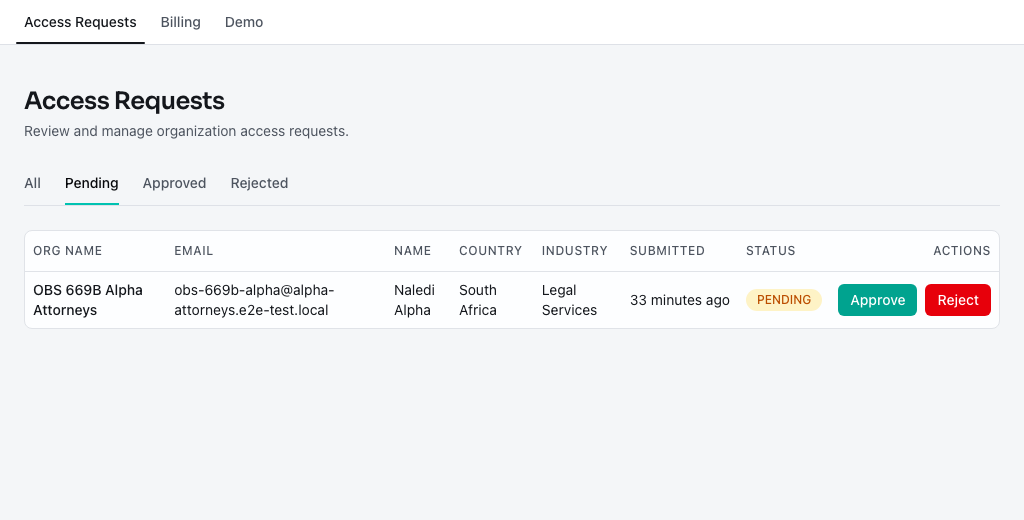 Access Requests Billing Demo
Access Requests
Review and manage organization access requests.
All Pending Approved Rejected
ORG NAME EMAIL NAME COUNTRY INDUSTRY SUBMITTED STATUS ACTIONS
OBS 669B Alpha Attorneys obs-669b-alpha@alpha-attorneys.e2e-test.local Naledi Alpha South Africa Legal Services 33 minutes ago PENDING Approve Reject